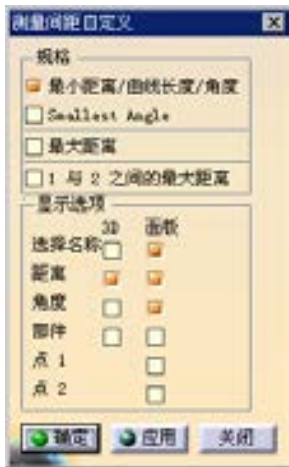 测量间距自定义
规格
最小距离/曲线长度/角度
Smallest Angle
最大距离
1 与 2 之间的最大距离
显示选项
3D 面板
选择名称
距离
角度
部件
点 1
点 2
确定 应用 关闭